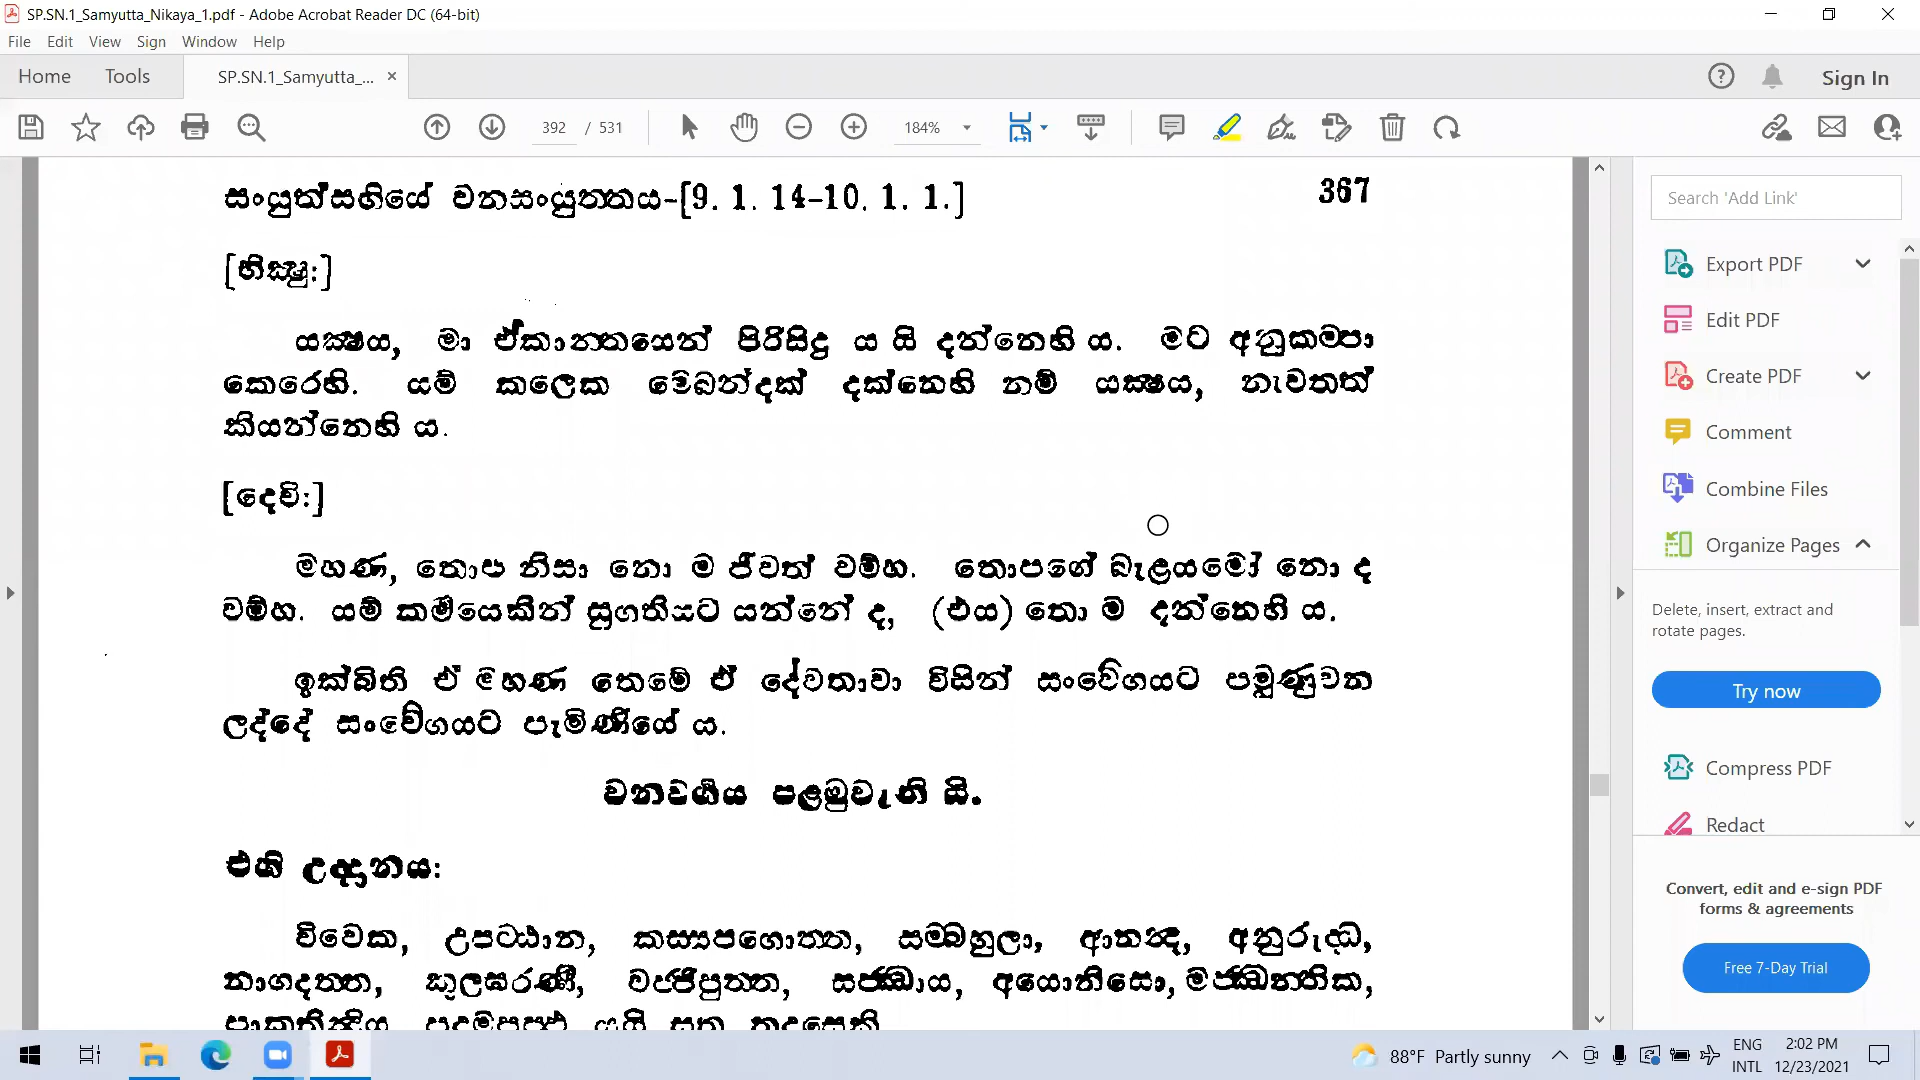 SP.SN.1_Samyutta_Nikaya_1.pdf - Adobe Acrobat Reader DC (64-bit)
File Edit View Sign Window Help
Home Tools SP.SN.1_Samyutta_... × Sign In
392 / 531 184%
සංයුත්සඟියේ වනසංයුත්තය-[9. 1. 14–10. 1. 1.] 367
[භික්‍ෂු:]
යක්‍ෂය, මා ඒකාන්තයෙන් පිරිසිදු ය යි දන්නෙහි ය. මට අනුකම්පා
කෙරෙහි. යම් කලෙක මෙබන්දක් දක්නෙහි නම් යක්‍ෂය, නැවතත්
කියන්නෙහි ය.
[දෙවි:]
මහණ, තොප නිසා නො ම ජීවත් වම්හ. තොපගේ බැළයමෝ නො ද
වම්හ. යම් කර්‍මයෙකින් සුගතියට යන්නේ ද, (එය) තො ම දන්නෙහි ය.
ඉක්බිති ඒ මහණ තෙමේ ඒ දේවතාවා විසින් සංවේගයට පමුණුවන
ලද්දේ සංවේගයට පැමිණියේ ය.
වනවර්‍ගය පළමුවැනි යි.
එහි උද්දානය:
විවෙක, උපට්ඨාන, කස්සපගොත්ත, සම්බහුලා, ආනන්ද, අනුරුද්ධ,
නාගදත්ත, කුලඝරණී, වජ්ජිපුත්ත, සජ්ඣාය, අයොනිසො, මජ්ඣන්තික,
පාකතින්ද්‍රිය පදුමපුප්ඵ යයි සූත්‍ර තුදුසෙකි
Search 'Add Link'
Export PDF
Edit PDF
Create PDF
Comment
Combine Files
Organize Pages
Delete, insert, extract and
rotate pages.
Try now
Compress PDF
Redact
Convert, edit and e-sign PDF
forms & agreements
Free 7-Day Trial
88°F Partly sunny
ENG
INTL
2:02 PM
12/23/2021